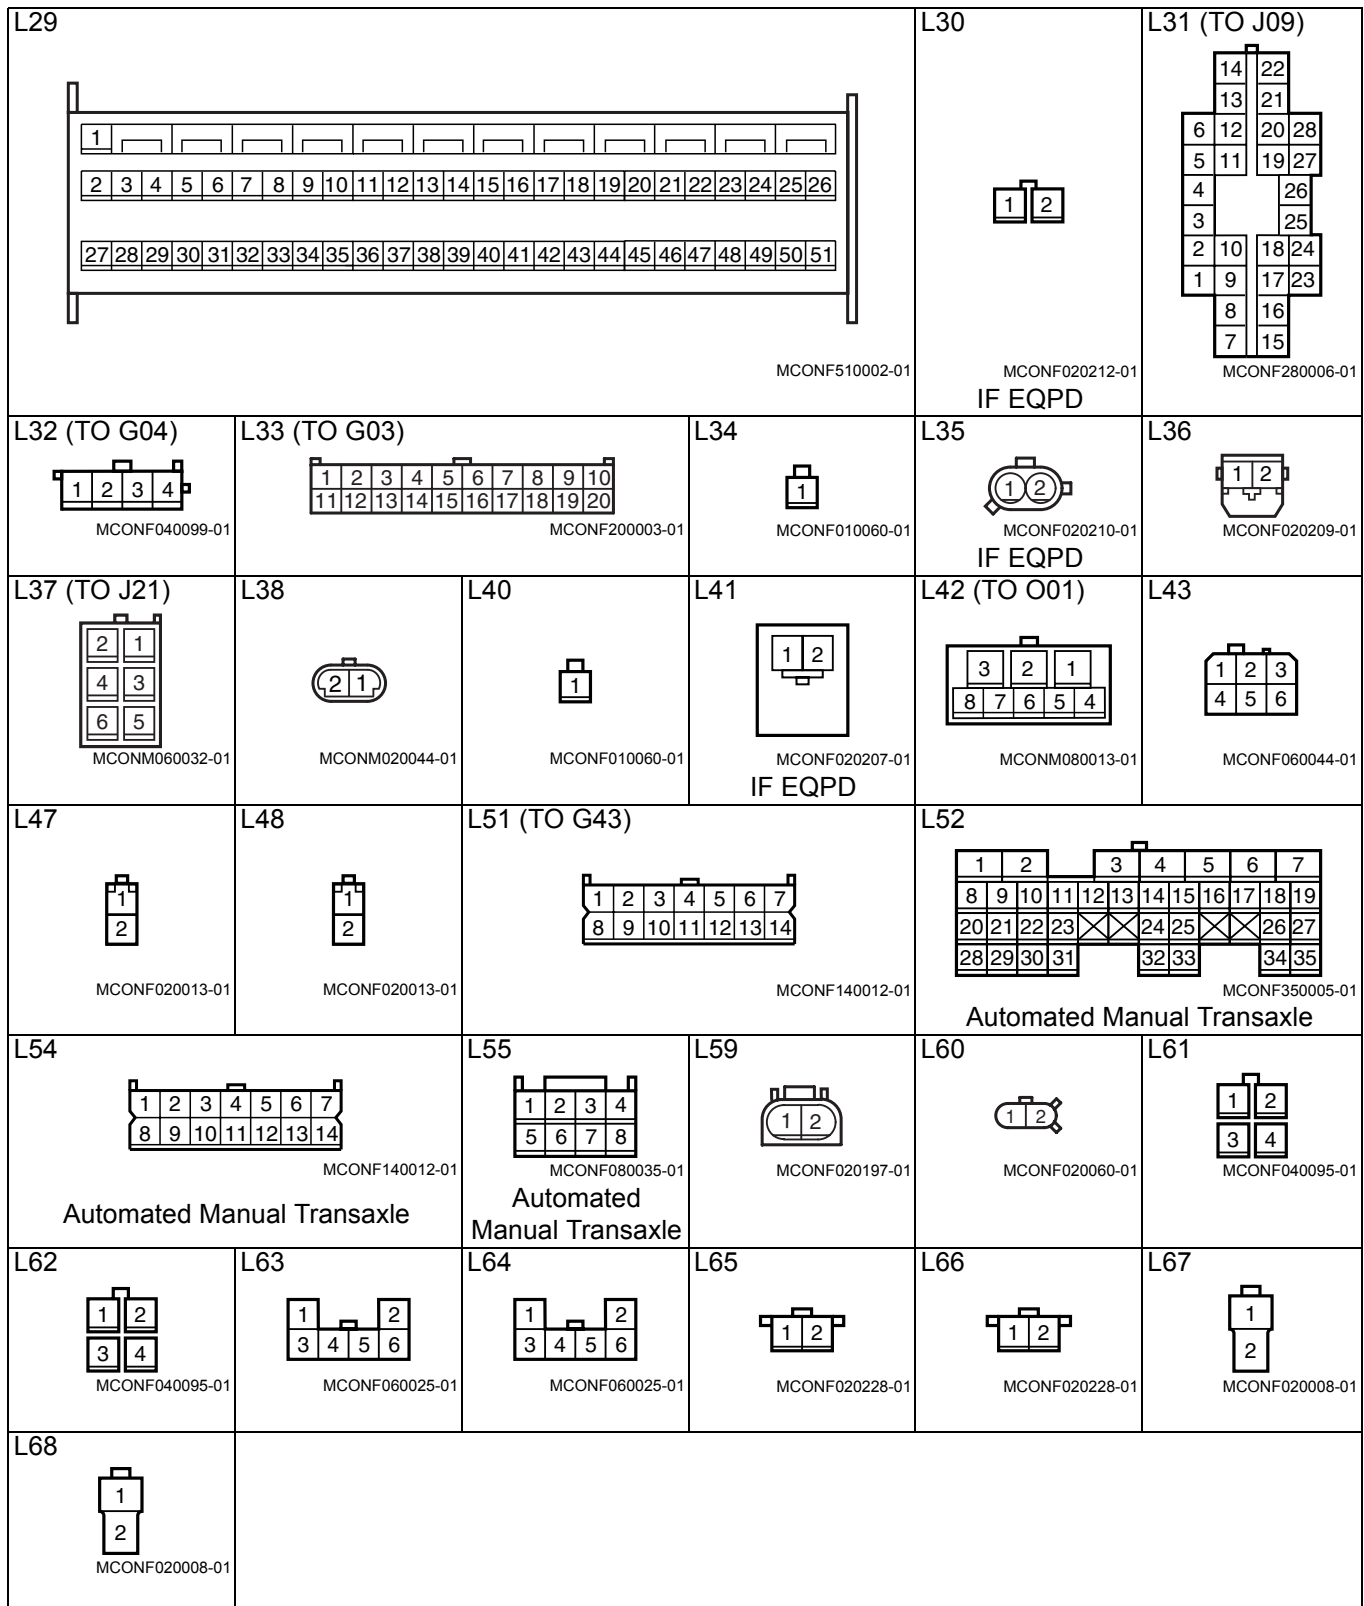 L29
1
2 3 4 5 6 7 8 9 10 11 12 13 14 15 16 17 18 19 20 21 22 23 24 25 26
27 28 29 30 31 32 33 34 35 36 37 38 39 40 41 42 43 44 45 46 47 48 49 50 51
MCONF510002-01
L30
1 2
MCONF020212-01
IF EQPD
L31 (TO J09)
14 22
13 21
6 12 20 28
5 11 19 27
4 26
3 25
2 10 18 24
1 9 17 23
8 16
7 15
MCONF280006-01
L32 (TO G04)
1 2 3 4
MCONF040099-01
L33 (TO G03)
1 2 3 4 5 6 7 8 9 10
11 12 13 14 15 16 17 18 19 20
MCONF200003-01
L34
1
MCONF010060-01
L35
1 2
MCONF020210-01
IF EQPD
L36
1 2
MCONF020209-01
L37 (TO J21)
2 1
4 3
6 5
MCONM060032-01
L38
2 1
MCONM020044-01
L40
1
MCONF010060-01
L41
1 2
MCONF020207-01
IF EQPD
L42 (TO O01)
3 2 1
8 7 6 5 4
MCONM080013-01
L43
1 2 3
4 5 6
MCONF060044-01
L47
1
2
MCONF020013-01
L48
1
2
MCONF020013-01
L51 (TO G43)
1 2 3 4 5 6 7
8 9 10 11 12 13 14
MCONF140012-01
L52
1 2 3 4 5 6 7
8 9 10 11 12 13 14 15 16 17 18 19
20 21 22 23 24 25 26 27
28 29 30 31 32 33 34 35
MCONF350005-01
Automated Manual Transaxle
L54
1 2 3 4 5 6 7
8 9 10 11 12 13 14
MCONF140012-01
Automated Manual Transaxle
L55
1 2 3 4
5 6 7 8
MCONF080035-01
Automated
Manual Transaxle
L59
1 2
MCONF020197-01
L60
1 2
MCONF020060-01
L61
1 2
3 4
MCONF040095-01
L62
1 2
3 4
MCONF040095-01
L63
1 2
3 4 5 6
MCONF060025-01
L64
1 2
3 4 5 6
MCONF060025-01
L65
1 2
MCONF020228-01
L66
1 2
MCONF020228-01
L67
1
2
MCONF020008-01
L68
1
2
MCONF020008-01